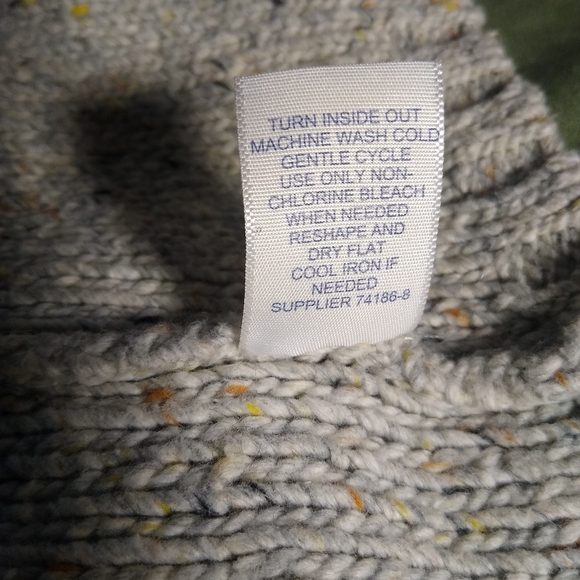 TURN INSIDE OUT
MACHINE WASH COLD
GENTLE CYCLE
USE ONLY NON-
CHLORINE BLEACH
WHEN NEEDED
RESHAPE AND
DRY FLAT
COOL IRON IF
NEEDED
SUPPLIER 74186-8